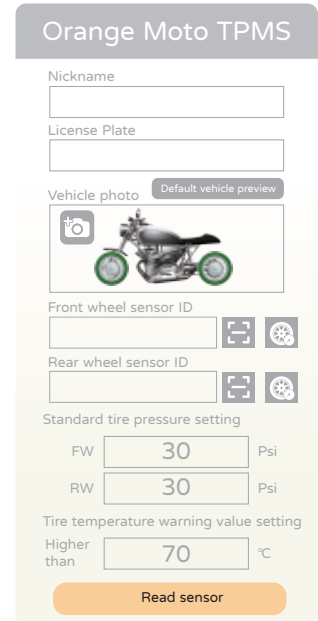 Orange Moto TPMS
Nickname
License Plate
Vehicle photo
Default vehicle preview
Front wheel sensor ID
Rear wheel sensor ID
Standard tire pressure setting
FW 30 Psi
RW 30 Psi
Tire temperature warning value setting
Higher than 70 ℃
Read sensor